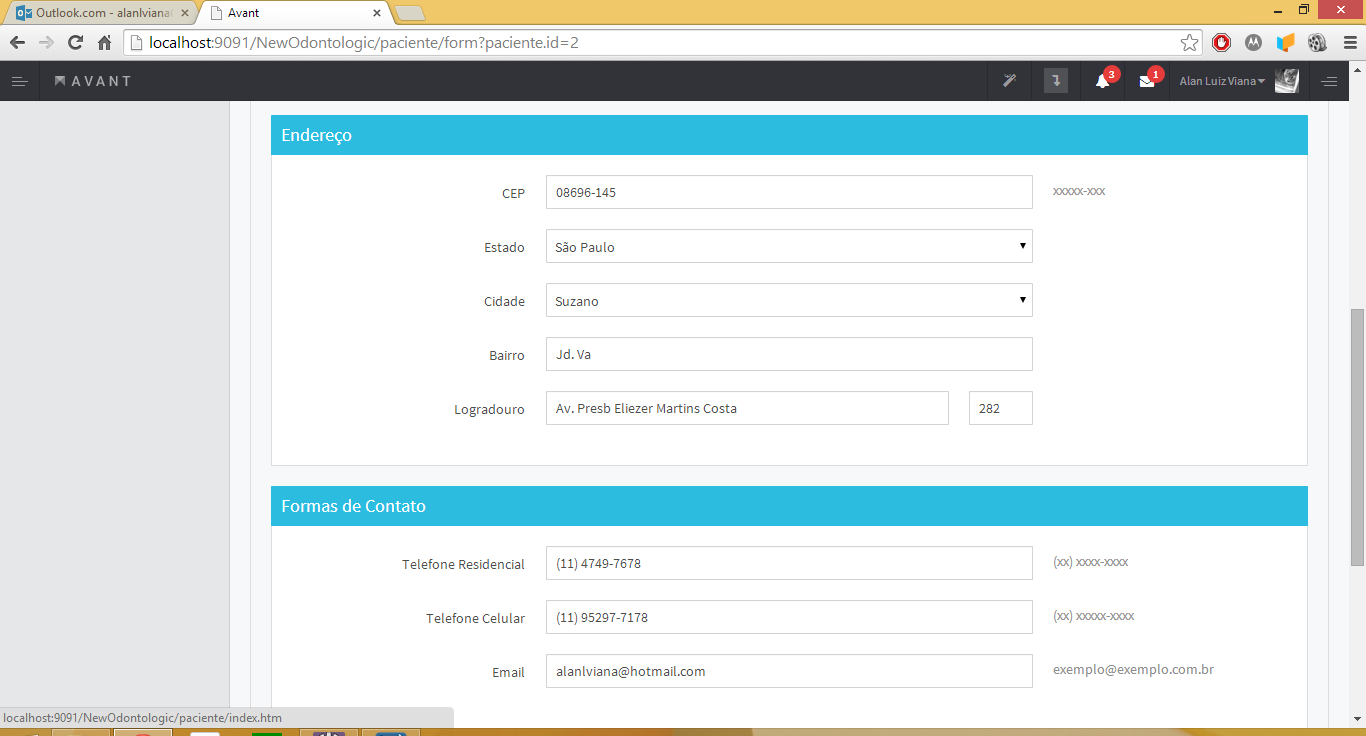 Outlook.com - alanlviana
Avant
localhost:9091/NewOdontologic/paciente/form?paciente.id=2
AVANT
3
1
Alan Luiz Viana
Endereço
CEP
08696-145
xxxxx-xxx
Estado
São Paulo
Cidade
Suzano
Bairro
Jd. Va
Logradouro
Av. Presb Eliezer Martins Costa
282
Formas de Contato
Telefone Residencial
(11) 4749-7678
(xx) xxxx-xxxx
Telefone Celular
(11) 95297-7178
(xx) xxxxx-xxxx
Email
alanlviana@hotmail.com
exemplo@exemplo.com.br
localhost:9091/NewOdontologic/paciente/index.htm